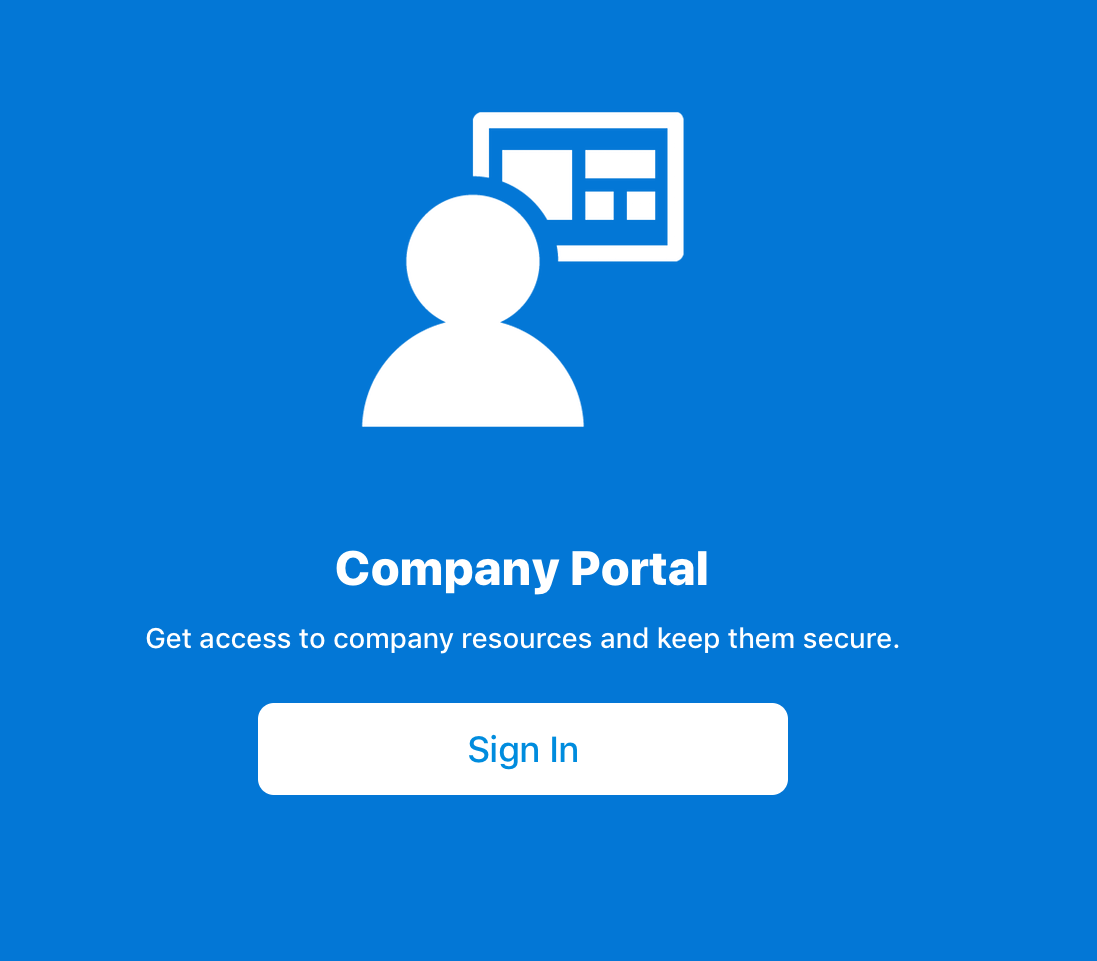 Company Portal
Get access to company resources and keep them secure.
Sign In